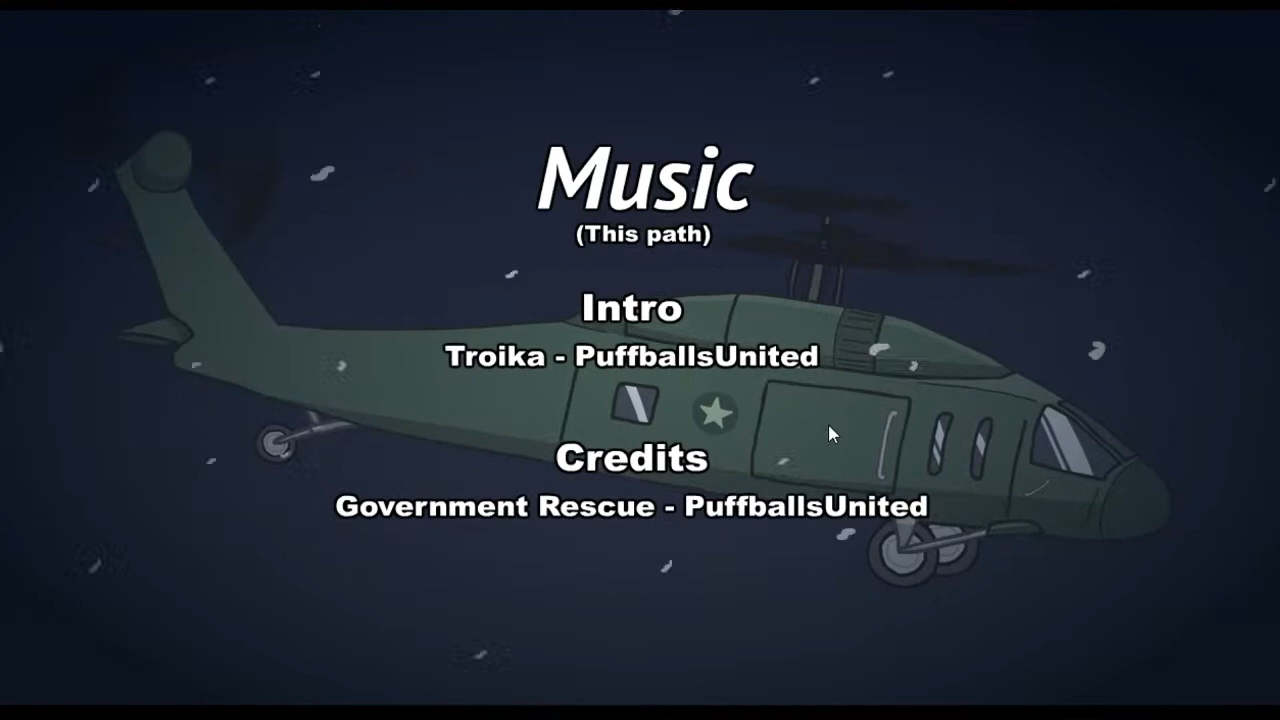 Music
(This path)
Intro
Troika - PuffballsUnited
Credits
Government Rescue - PuffballsUnited